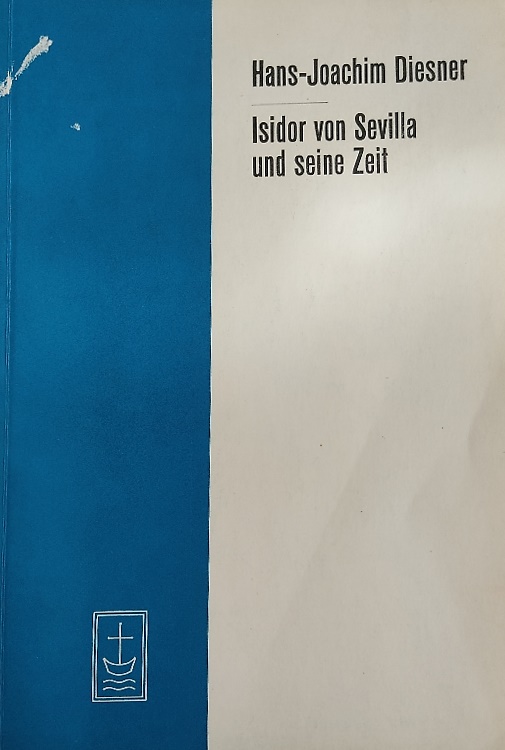 Hans-Joachim Diesner
Isidor von Sevilla
und seine Zeit